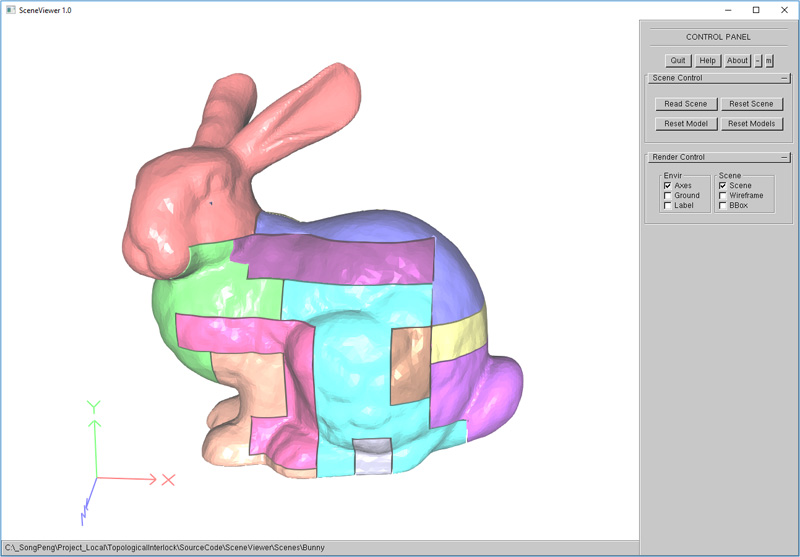 SceneViewer 1.0
CONTROL PANEL
Quit Help About - m
Scene Control
Read Scene Reset Scene
Reset Model Reset Models
Render Control
Envir Scene
Axes Scene
Ground Wireframe
Label BBox
Y
X
Z
C:\_SongPeng\Project_Local\TopologicalInterlock\SourceCode\SceneViewer\Scenes\Bunny